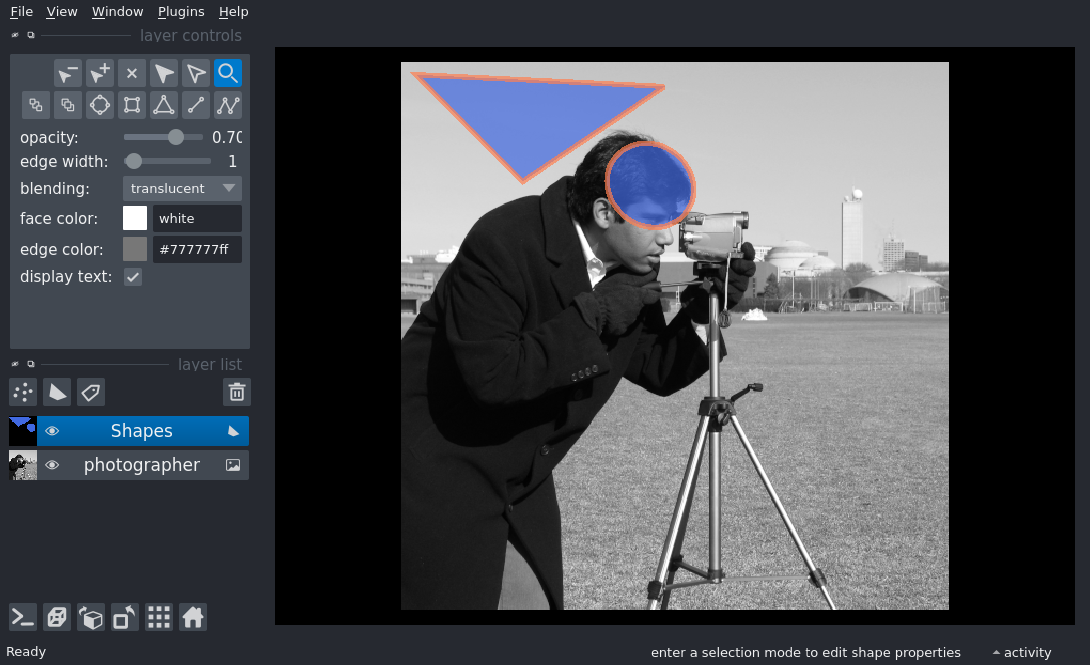 File View Window Plugins Help
layer controls
opacity: 0.70
edge width: 1
blending: translucent
face color: white
edge color: #777777ff
display text:
layer list
Shapes
photographer
Ready
enter a selection mode to edit shape properties
activity